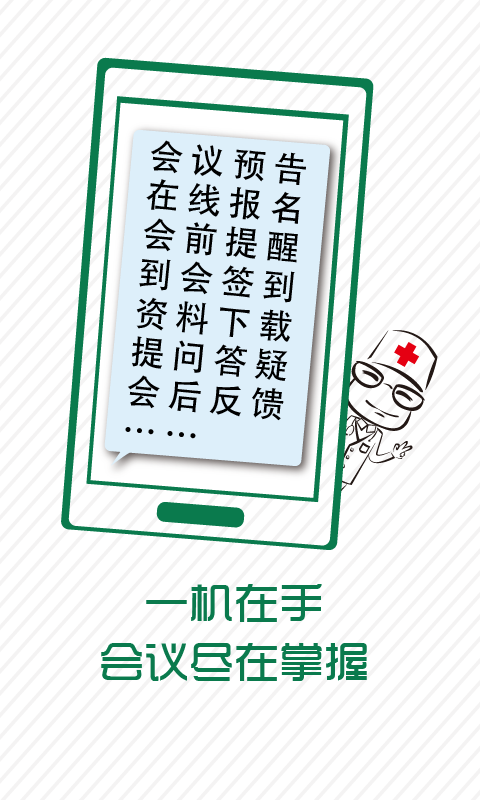 会议预告
在线报名
会前提醒
到会签到
资料下载
提问答疑
会后反馈
……
一机在手
会议尽在掌握